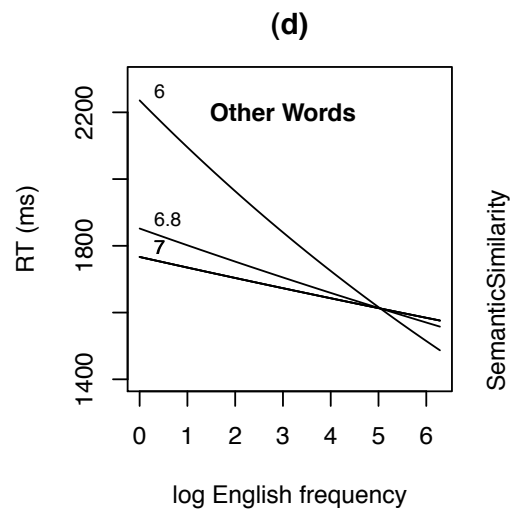 (d)
Other Words
6
6.8
7
RT (ms)
2200
1800
1400
0 1 2 3 4 5 6
log English frequency
SemanticSimilarity